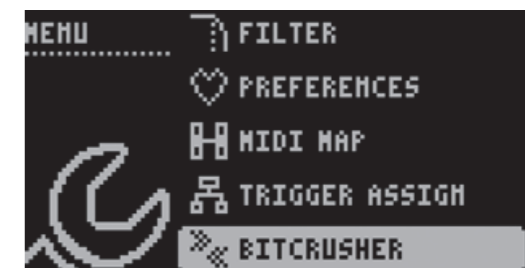 MENU
FILTER
PREFERENCES
MIDI MAP
TRIGGER ASSIGN
BITCRUSHER